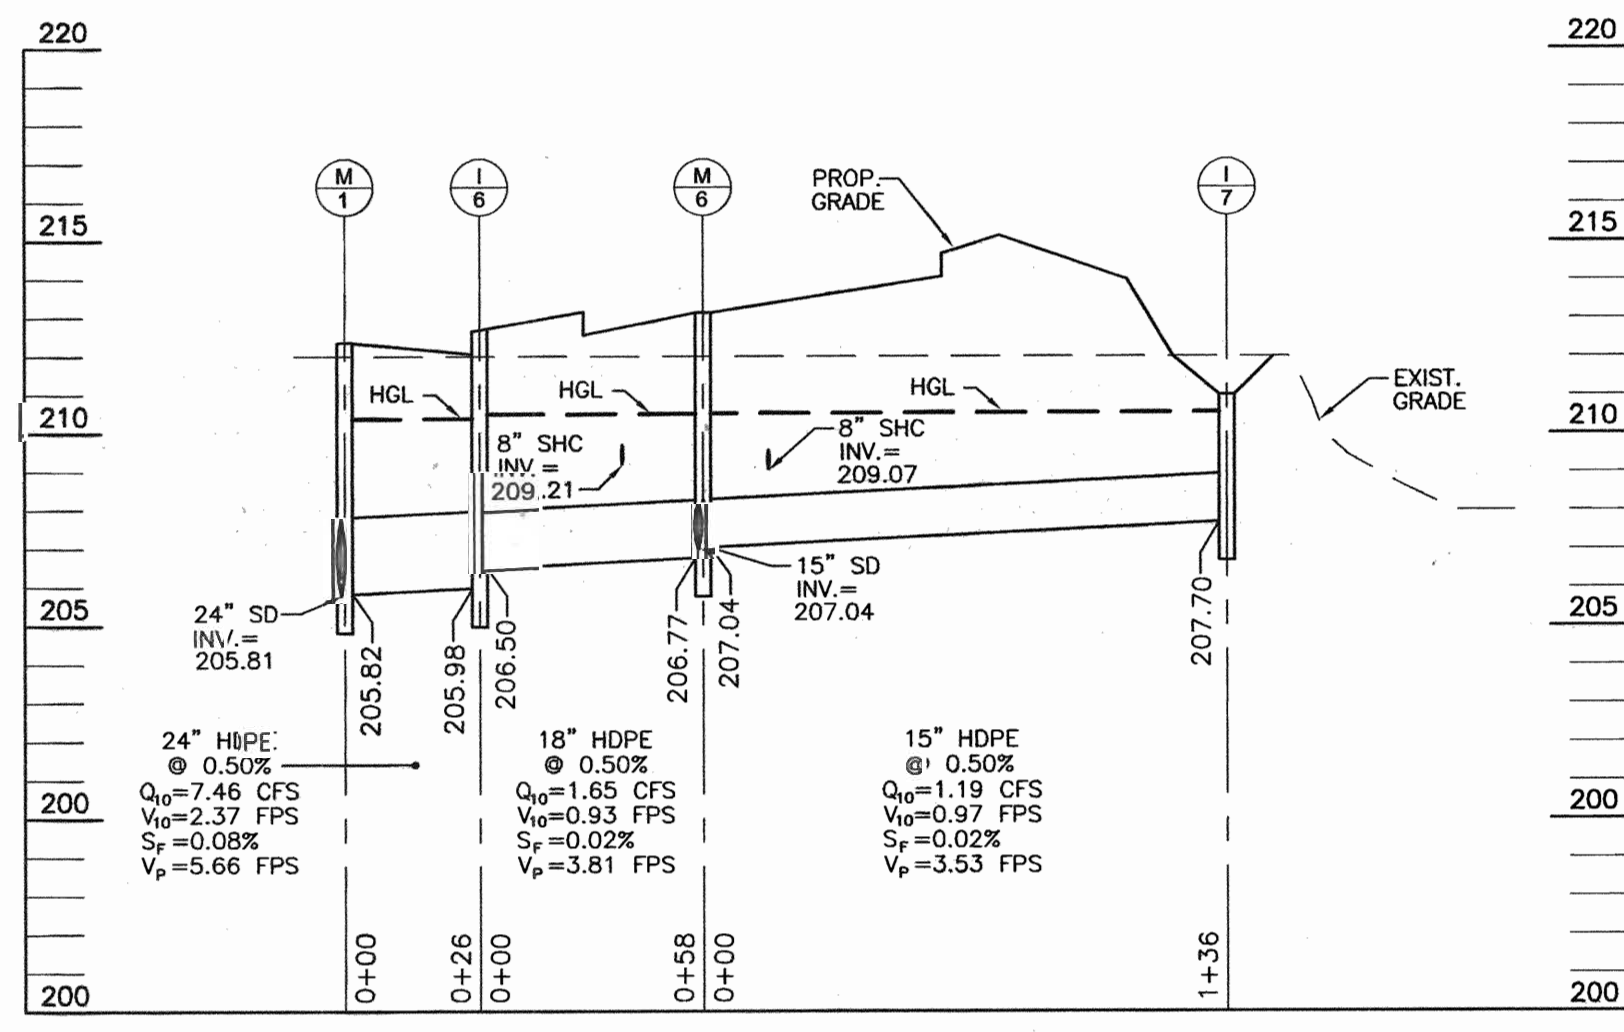 220
220
M
1
I
6
M
6
I
7
PROP.
GRADE
215
215
HGL
HGL
HGL
EXIST.
GRADE
210
210
8" SHC
INV.=
209.21
8" SHC
INV.=
209.07
24" SD
INV.=
205.81
15" SD
INV.=
207.04
205
205
205.82
205.98
206.50
206.77
207.04
207.70
24" HDPE
@ 0.50%
Q10=7.46 CFS
V10=2.37 FPS
SF=0.08%
VP=5.66 FPS
18" HDPE
@ 0.50%
Q10=1.65 CFS
V10=0.93 FPS
SF=0.02%
VP=3.81 FPS
15" HDPE
@ 0.50%
Q10=1.19 CFS
V10=0.97 FPS
SF=0.02%
VP=3.53 FPS
200
200
0+00
0+26
0+00
0+58
0+00
1+36
200
200